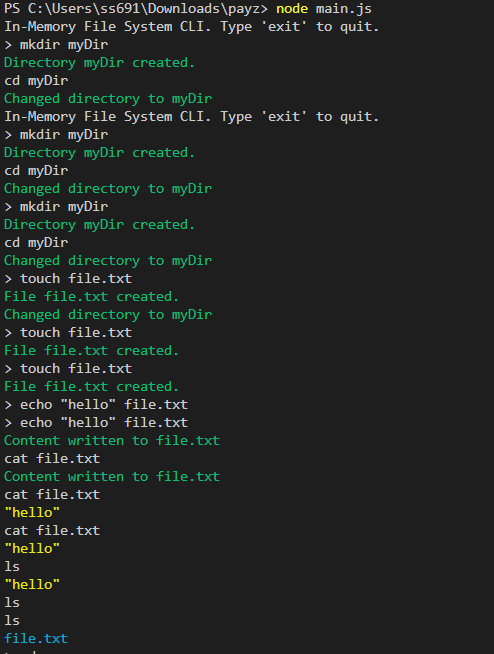 PS C:\Users\ss691\Downloads\payz> node main.js
In-Memory File System CLI. Type 'exit' to quit.
> mkdir myDir
Directory myDir created.
cd myDir
Changed directory to myDir
In-Memory File System CLI. Type 'exit' to quit.
> mkdir myDir
Directory myDir created.
cd myDir
Changed directory to myDir
> mkdir myDir
Directory myDir created.
cd myDir
Changed directory to myDir
> touch file.txt
File file.txt created.
Changed directory to myDir
> touch file.txt
File file.txt created.
> touch file.txt
File file.txt created.
> echo "hello" file.txt
> echo "hello" file.txt
Content written to file.txt
cat file.txt
Content written to file.txt
cat file.txt
"hello"
cat file.txt
"hello"
ls
"hello"
ls
ls
file.txt